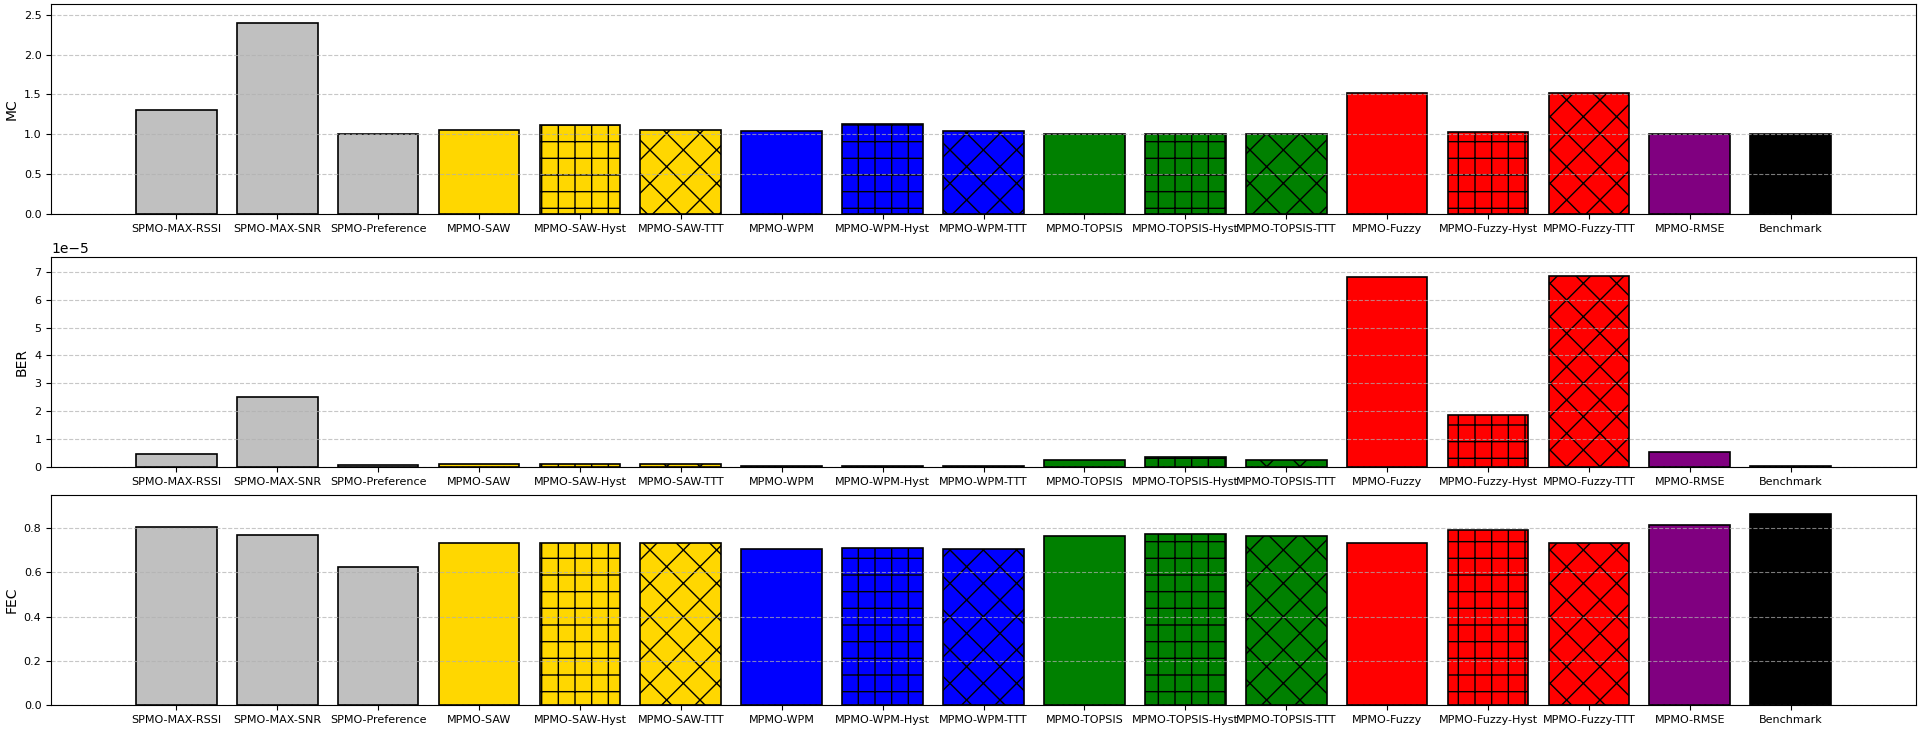 MC
2.5
2.0
1.5
1.0
0.5
0.0
SPMO-MAX-RSSI SPMO-MAX-SNR SPMO-Preference MPMO-SAW MPMO-SAW-Hyst MPMO-SAW-TTT MPMO-WPM MPMO-WPM-Hyst MPMO-WPM-TTT MPMO-TOPSIS MPMO-TOPSIS-Hyst MPMO-TOPSIS-TTT MPMO-Fuzzy MPMO-Fuzzy-Hyst MPMO-Fuzzy-TTT MPMO-RMSE Benchmark
1e−5
BER
7
6
5
4
3
2
1
0
SPMO-MAX-RSSI SPMO-MAX-SNR SPMO-Preference MPMO-SAW MPMO-SAW-Hyst MPMO-SAW-TTT MPMO-WPM MPMO-WPM-Hyst MPMO-WPM-TTT MPMO-TOPSIS MPMO-TOPSIS-Hyst MPMO-TOPSIS-TTT MPMO-Fuzzy MPMO-Fuzzy-Hyst MPMO-Fuzzy-TTT MPMO-RMSE Benchmark
FEC
0.8
0.6
0.4
0.2
0.0
SPMO-MAX-RSSI SPMO-MAX-SNR SPMO-Preference MPMO-SAW MPMO-SAW-Hyst MPMO-SAW-TTT MPMO-WPM MPMO-WPM-Hyst MPMO-WPM-TTT MPMO-TOPSIS MPMO-TOPSIS-Hyst MPMO-TOPSIS-TTT MPMO-Fuzzy MPMO-Fuzzy-Hyst MPMO-Fuzzy-TTT MPMO-RMSE Benchmark